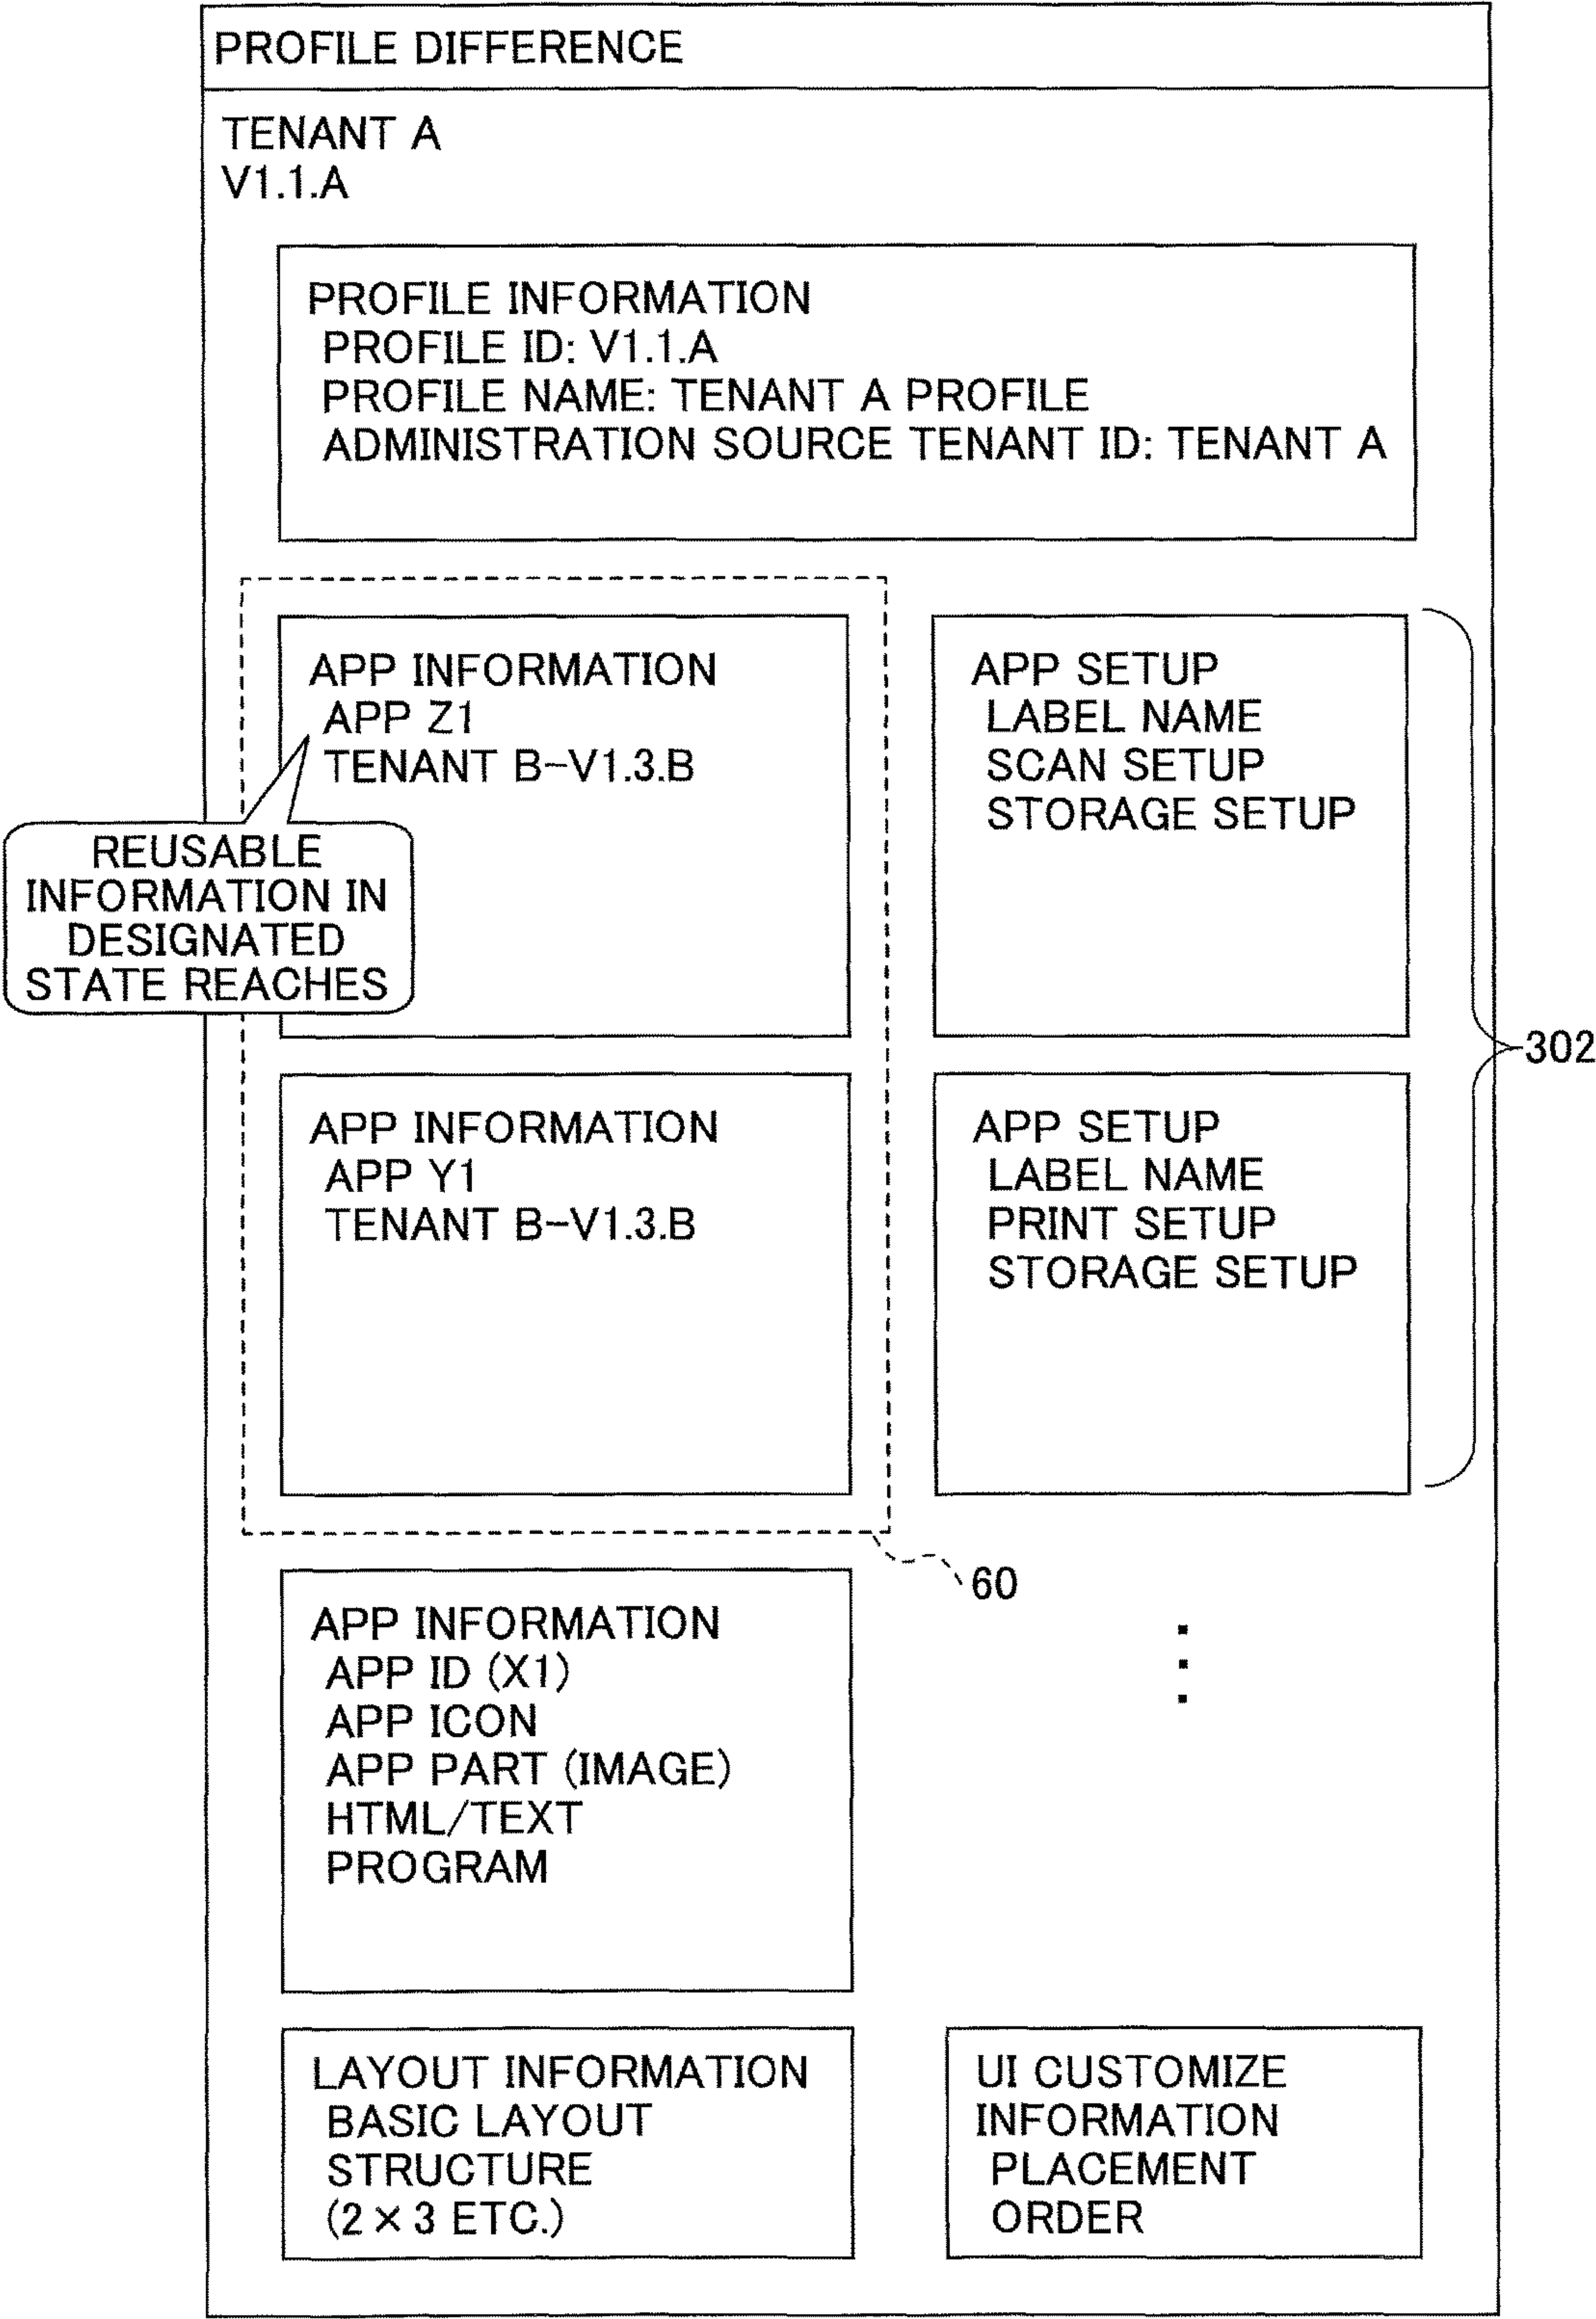 PROFILE DIFFERENCE
TENANT A
V1.1.A
PROFILE INFORMATION
PROFILE ID: V1.1.A
PROFILE NAME: TENANT A PROFILE
ADMINISTRATION SOURCE TENANT ID: TENANT A
APP INFORMATION
APP Z1
TENANT B-V1.3.B
REUSABLE
INFORMATION IN
DESIGNATED
STATE REACHES
APP SETUP
LABEL NAME
SCAN SETUP
STORAGE SETUP
302
APP INFORMATION
APP Y1
TENANT B-V1.3.B
APP SETUP
LABEL NAME
PRINT SETUP
STORAGE SETUP
60
APP INFORMATION
APP ID (X1)
APP ICON
APP PART (IMAGE)
HTML/TEXT
PROGRAM
LAYOUT INFORMATION
BASIC LAYOUT
STRUCTURE
(2 × 3 ETC.)
UI CUSTOMIZE
INFORMATION
PLACEMENT
ORDER